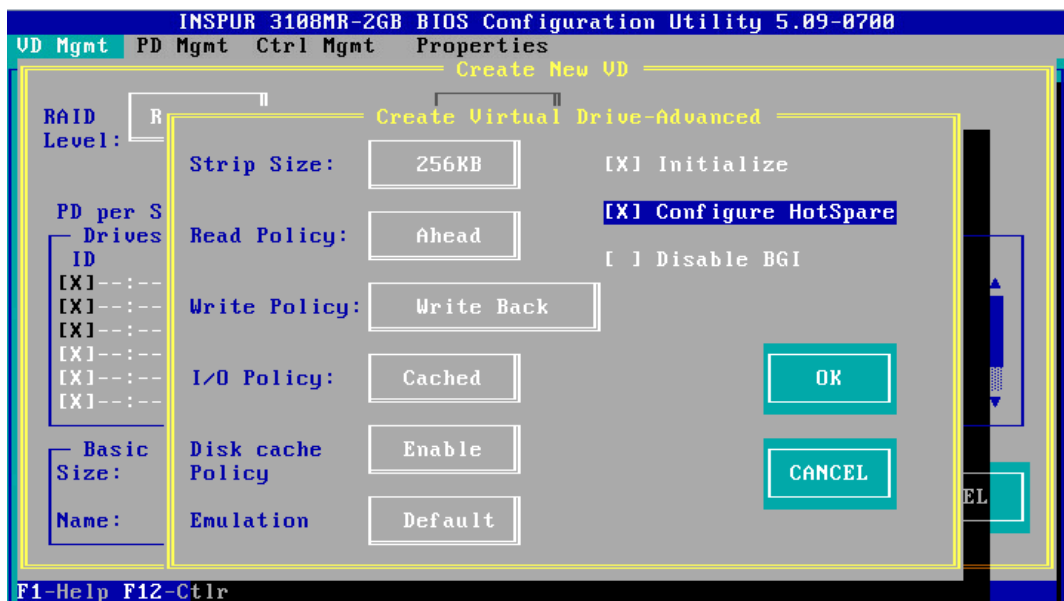 INSPUR 3108MR-2GB BIOS Configuration Utility 5.09-0700
VD Mgmt PD Mgmt Ctrl Mgmt Properties
Create New VD
RAID Level: R
Create Virtual Drive-Advanced
Strip Size: 256KB [X] Initialize
PD per S
[X] Configure HotSpare
Drives
Read Policy: Ahead
ID
[ ] Disable BGI
[X]--:--
[X]--:--
Write Policy: Write Back
[X]--:--
[X]--:--
[X]--:--
I/O Policy: Cached
OK
[X]--:--
Basic
Disk cache Policy Enable
Size:
CANCEL
EL
Name:
Emulation Default
F1-Help F12-Ctlr